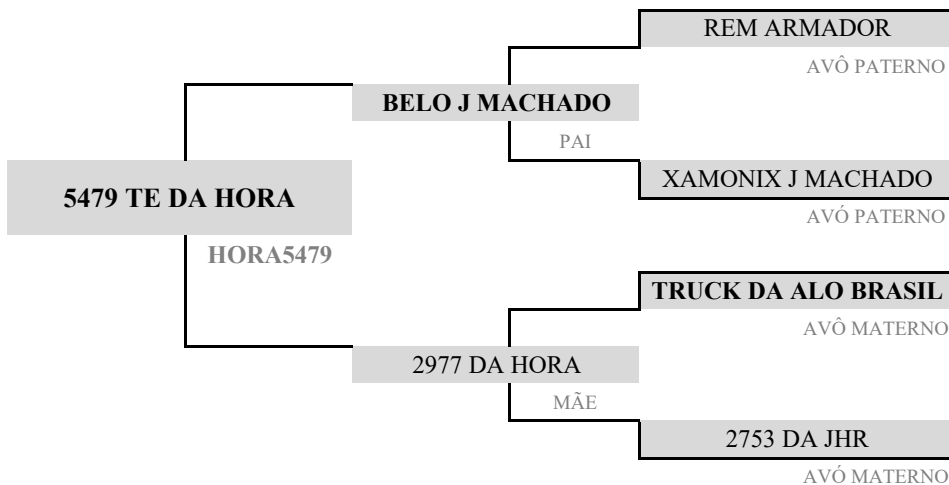 REM ARMADOR
AVÔ PATERNO
BELO J MACHADO
PAI
XAMONIX J MACHADO
AVÓ PATERNO
5479 TE DA HORA
HORA5479
TRUCK DA ALO BRASIL
AVÔ MATERNO
2977 DA HORA
MÃE
2753 DA JHR
AVÓ MATERNO